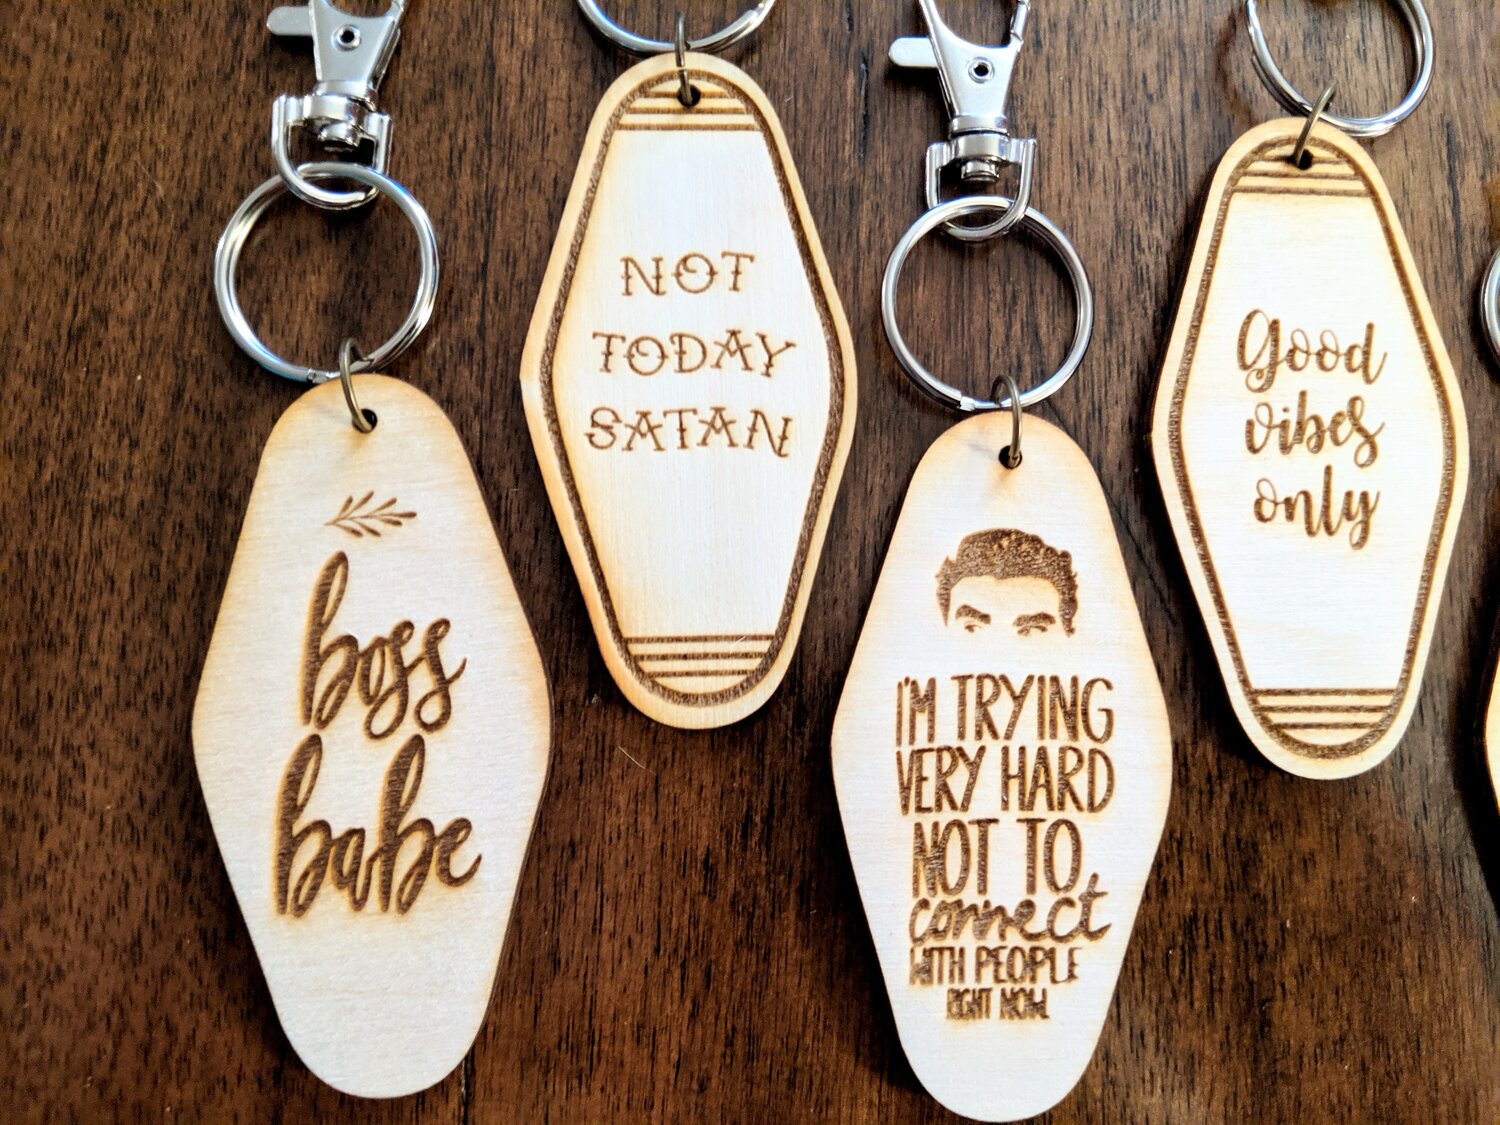 boss
babe
NOT
TODAY
SATAN
I'M TRYING
VERY HARD
NOT TO
connect
WITH PEOPLE
RIGHT NOW.
Good
vibes
only